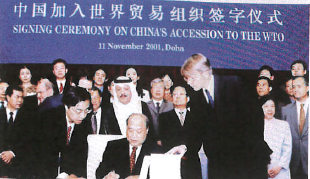 中国加入世界贸易组织签字仪式
SIGNING CEREMONY ON CHINA'S ACCESSION TO THE WTO
11 November 2001, Doha